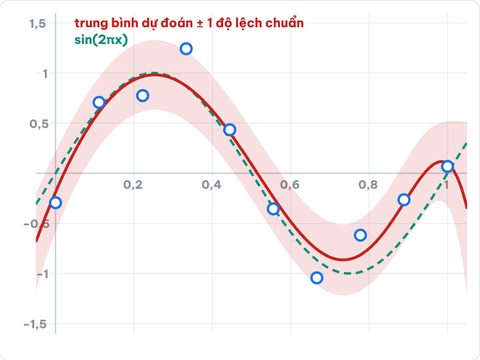 1,5
trung bình dự đoán ± 1 độ lệch chuẩn
sin(2πx)
1
0,5
0,2 0,4 0,6 0,8 1
−0,5
−1
−1,5